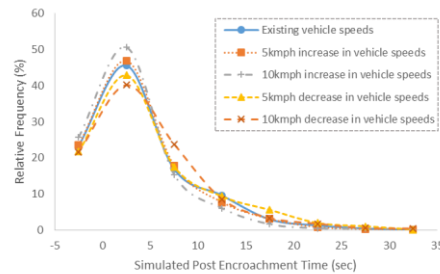 60
50
40
30
20
10
0
-5 0 5 10 15 20 25 30 35
Relative Frequency (%)
Simulated Post Encroachment Time (sec)
Existing vehicle speeds
5kmph increase in vehicle speeds
10kmph increase in vehicle speeds
5kmph decrease in vehicle speeds
10kmph decrease in vehicle speeds